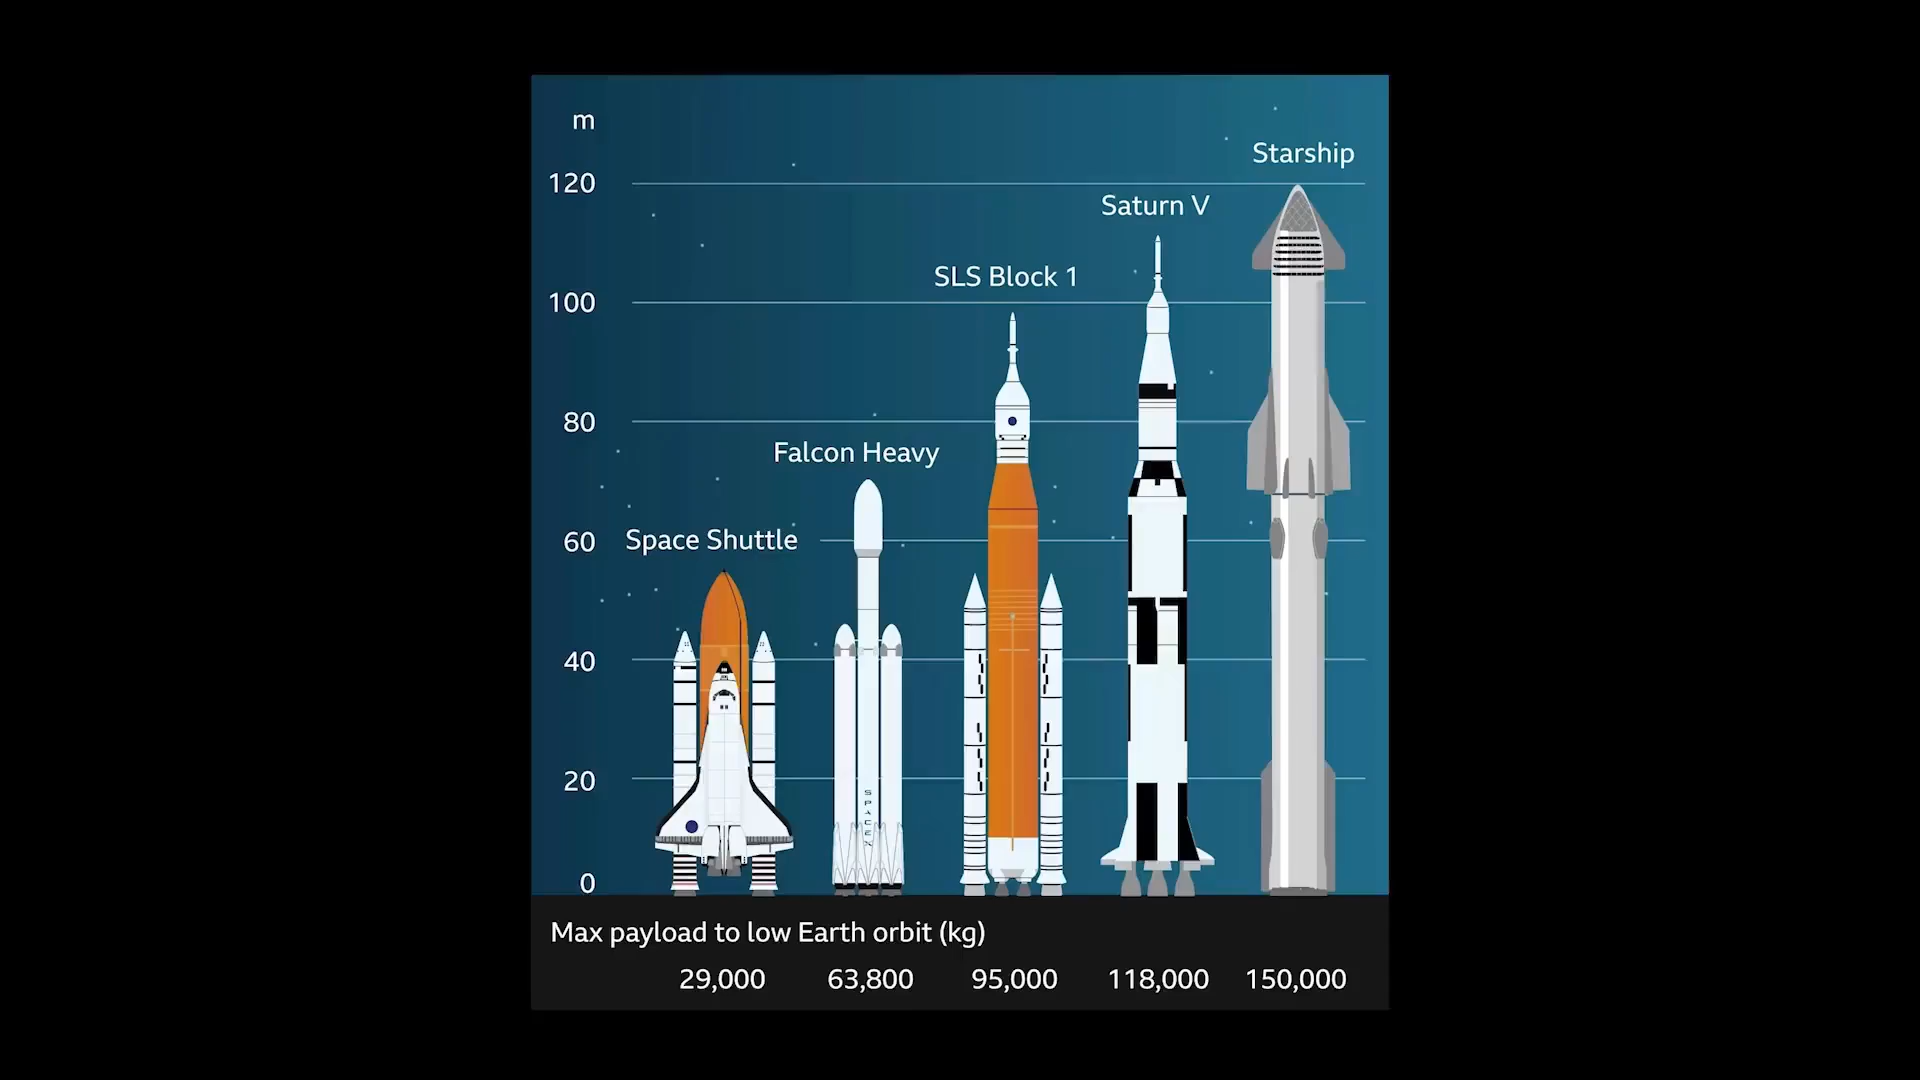 m
120
100
80
60
40
20
0
Space Shuttle
Falcon Heavy
SLS Block 1
Saturn V
Starship
SPACEX
Max payload to low Earth orbit (kg)
29,000 63,800 95,000 118,000 150,000